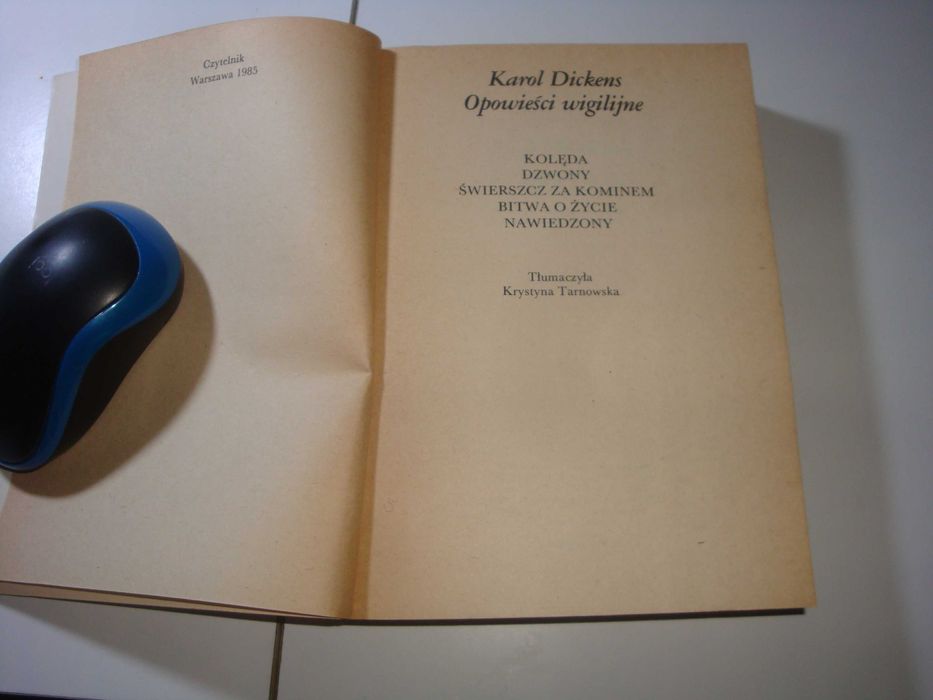 Czytelnik
Warszawa 1985
Karol Dickens
Opowieści wigilijne
KOLĘDA
DZWONY
ŚWIERSZCZ ZA KOMINEM
BITWA O ŻYCIE
NAWIEDZONY
Tłumaczyła
Krystyna Tarnowska